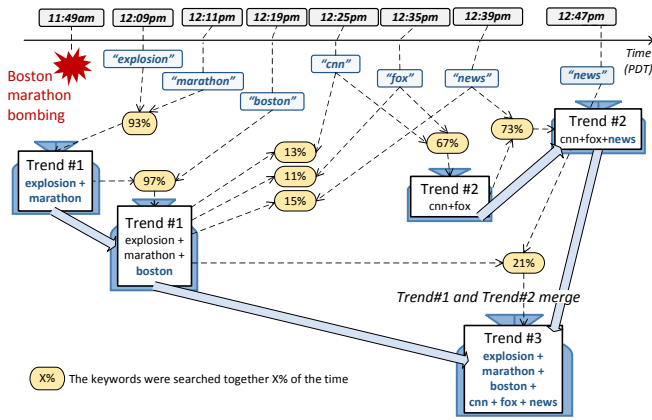 11:49am 12:09pm 12:11pm 12:19pm 12:25pm 12:35pm 12:39pm 12:47pm
Time
(PDT)
Boston
marathon
bombing
"explosion"
"marathon"
"boston"
"cnn"
"fox"
"news"
"news"
93%
Trend #1
explosion +
marathon
97%
Trend #1
explosion +
marathon +
boston
13%
11%
15%
67%
Trend #2
cnn+fox
73%
Trend #2
cnn+fox+news
21%
Trend#1 and Trend#2 merge
Trend #3
explosion +
marathon +
boston +
cnn + fox + news
X% The keywords were searched together X% of the time